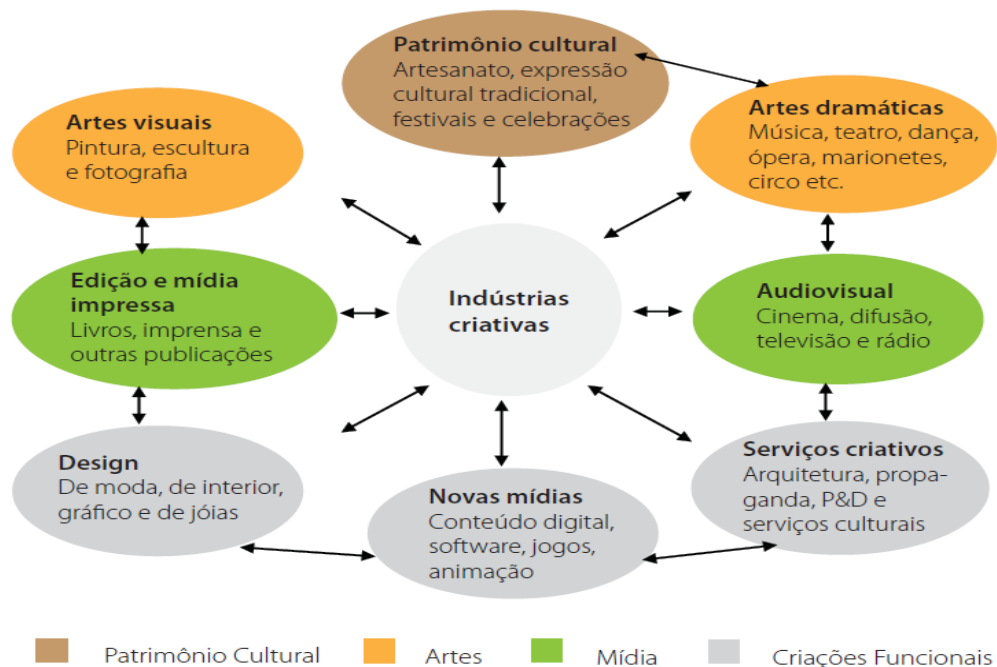 Patrimônio cultural
Artesanato, expressão
cultural tradicional,
festivais e celebrações
Artes visuais
Pintura, escultura
e fotografia
Artes dramáticas
Música, teatro, dança,
ópera, marionetes,
circo etc.
Edição e mídia
impressa
Livros, imprensa e
outras publicações
Indústrias
criativas
Audiovisual
Cinema, difusão,
televisão e rádio
Design
De moda, de interior,
gráfico e de jóias
Novas mídias
Conteúdo digital,
software, jogos,
animação
Serviços criativos
Arquitetura, propa-
ganda, P&D e
serviços culturais
Patrimônio Cultural
Artes
Mídia
Criações Funcionais